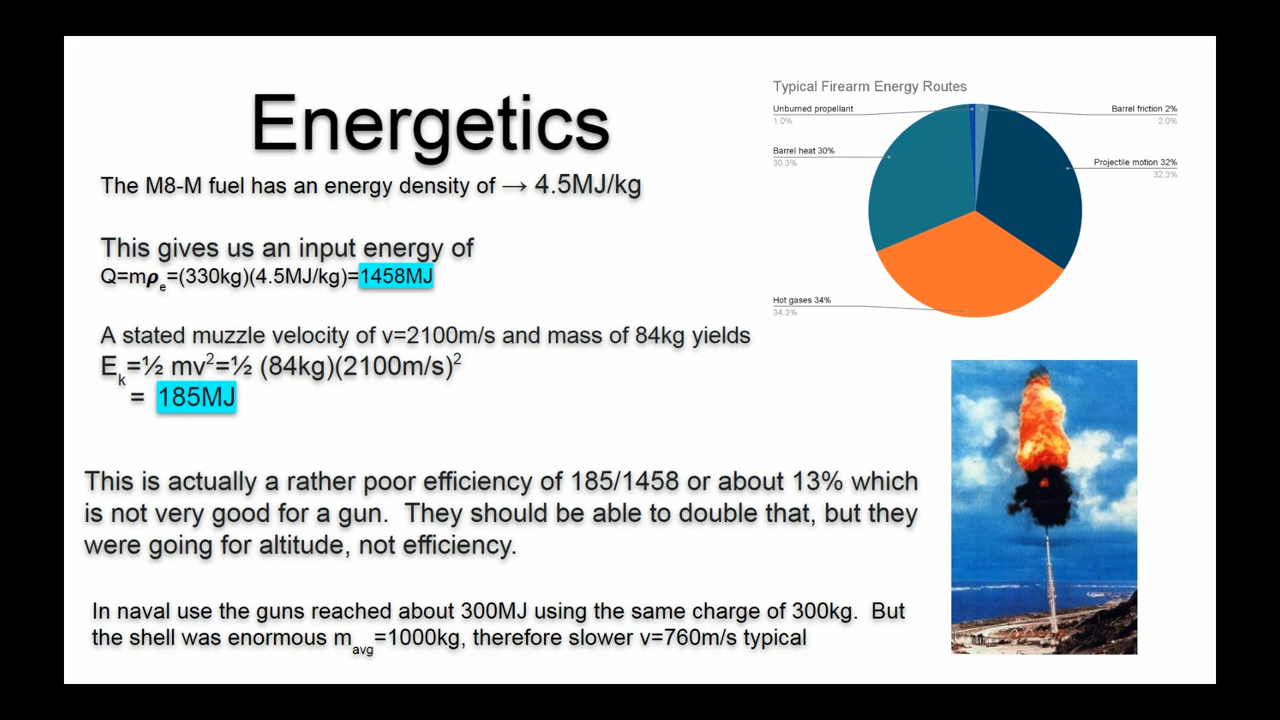 Energetics
The M8-M fuel has an energy density of → 4.5MJ/kg
This gives us an input energy of
Q=mρe=(330kg)(4.5MJ/kg)=1458MJ
A stated muzzle velocity of v=2100m/s and mass of 84kg yields
Ek=½ mv²=½ (84kg)(2100m/s)²
= 185MJ
This is actually a rather poor efficiency of 185/1458 or about 13% which
is not very good for a gun. They should be able to double that, but they
were going for altitude, not efficiency.
In naval use the guns reached about 300MJ using the same charge of 300kg. But
the shell was enormous mavg=1000kg, therefore slower v=760m/s typical
Typical Firearm Energy Routes
Unburned propellant
1.0%
Barrel friction 2%
2.0%
Barrel heat 30%
30.3%
Projectile motion 32%
32.3%
Hot gases 34%
34.3%